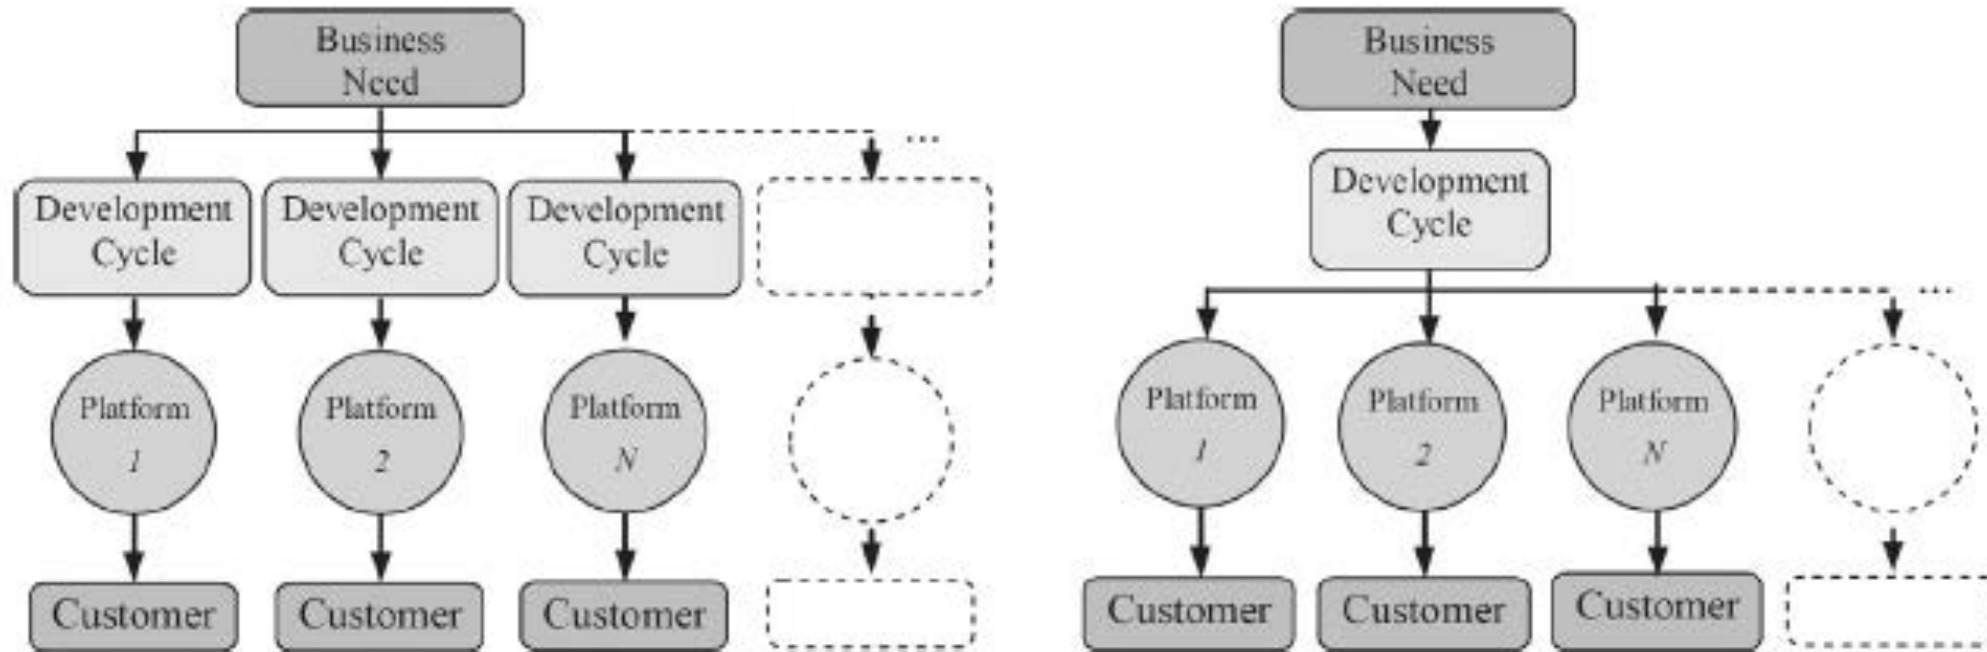 Business
Need
...
Development
Cycle
Development
Cycle
Development
Cycle
Platform
1
Platform
2
Platform
N
Customer
Customer
Customer
Business
Need
Development
Cycle
...
Platform
1
Platform
2
Platform
N
Customer
Customer
Customer